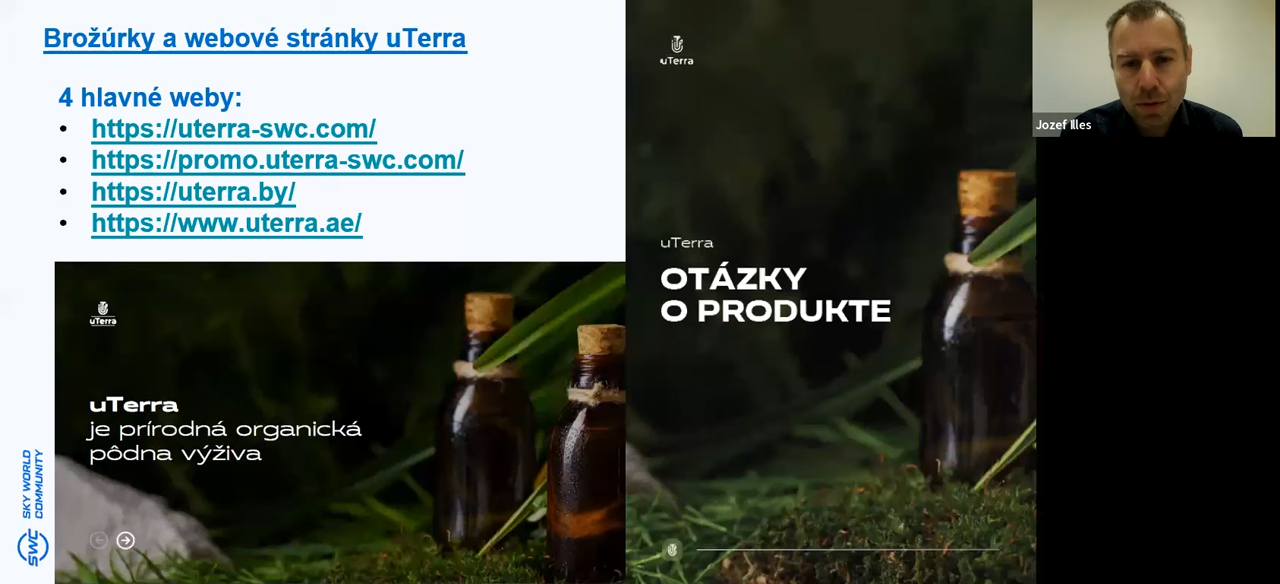 Brožúrky a webové stránky uTerra
4 hlavné weby:
• https://uterra-swc.com/
• https://promo.uterra-swc.com/
• https://uterra.by/
• https://www.uterra.ae/
uTerra
uTerra
je prírodná organická
pôdna výživa
SWC SKY WORLD
COMMUNITY
uTerra
uTerra
OTÁZKY
O PRODUKTE
Jozef Illes